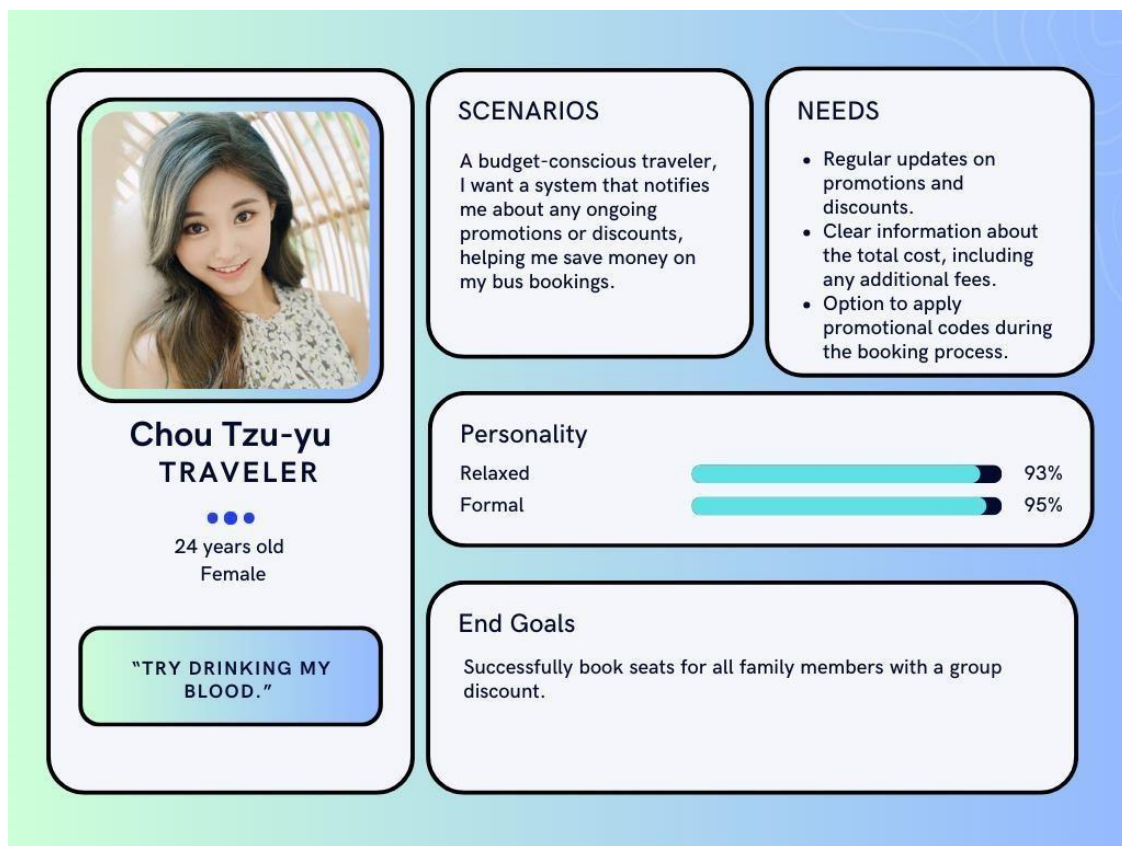 Chou Tzu-yu
TRAVELER
24 years old
Female
“TRY DRINKING MY
BLOOD.”
SCENARIOS
A budget-conscious traveler,
I want a system that notifies
me about any ongoing
promotions or discounts,
helping me save money on
my bus bookings.
NEEDS
• Regular updates on
promotions and
discounts.
• Clear information about
the total cost, including
any additional fees.
• Option to apply
promotional codes during
the booking process.
Personality
Relaxed 93%
Formal 95%
End Goals
Successfully book seats for all family members with a group
discount.